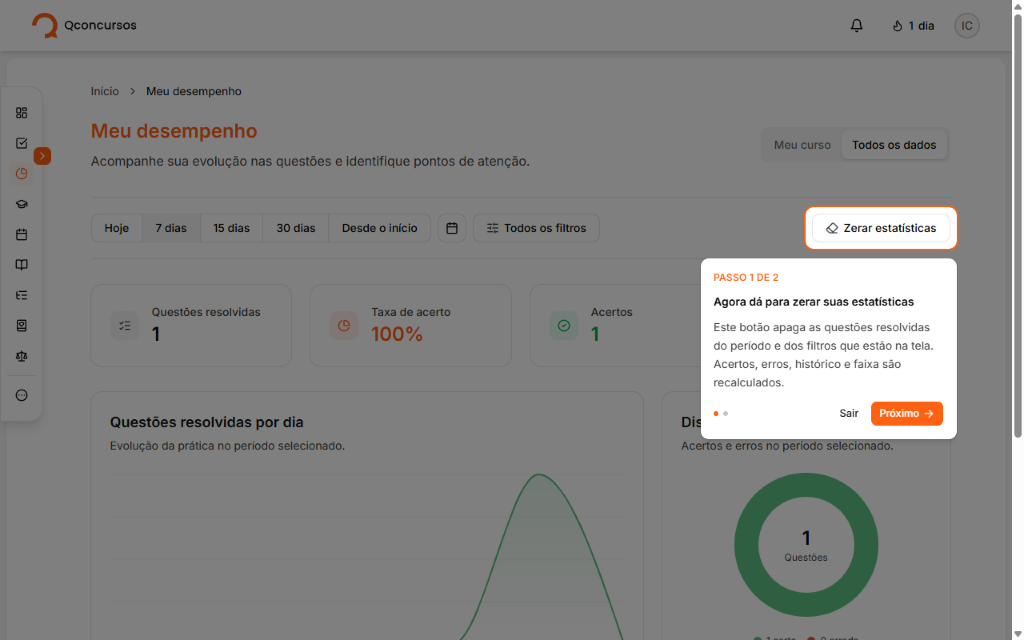 Qconcursos
1 dia
IC
Início > Meu desempenho
Meu desempenho
Acompanhe sua evolução nas questões e identifique pontos de atenção.
Meu curso
Todos os dados
Hoje
7 dias
15 dias
30 dias
Desde o início
Todos os filtros
Zerar estatísticas
PASSO 1 DE 2
Agora dá para zerar suas estatísticas
Este botão apaga as questões resolvidas
do período e dos filtros que estão na tela.
Acertos, erros, histórico e faixa são
recalculados.
Sair
Próximo →
Questões resolvidas
1
Taxa de acerto
100%
Acertos
1
Questões resolvidas por dia
Evolução da prática no período selecionado.
Acertos e erros no período selecionado.
1
Questões